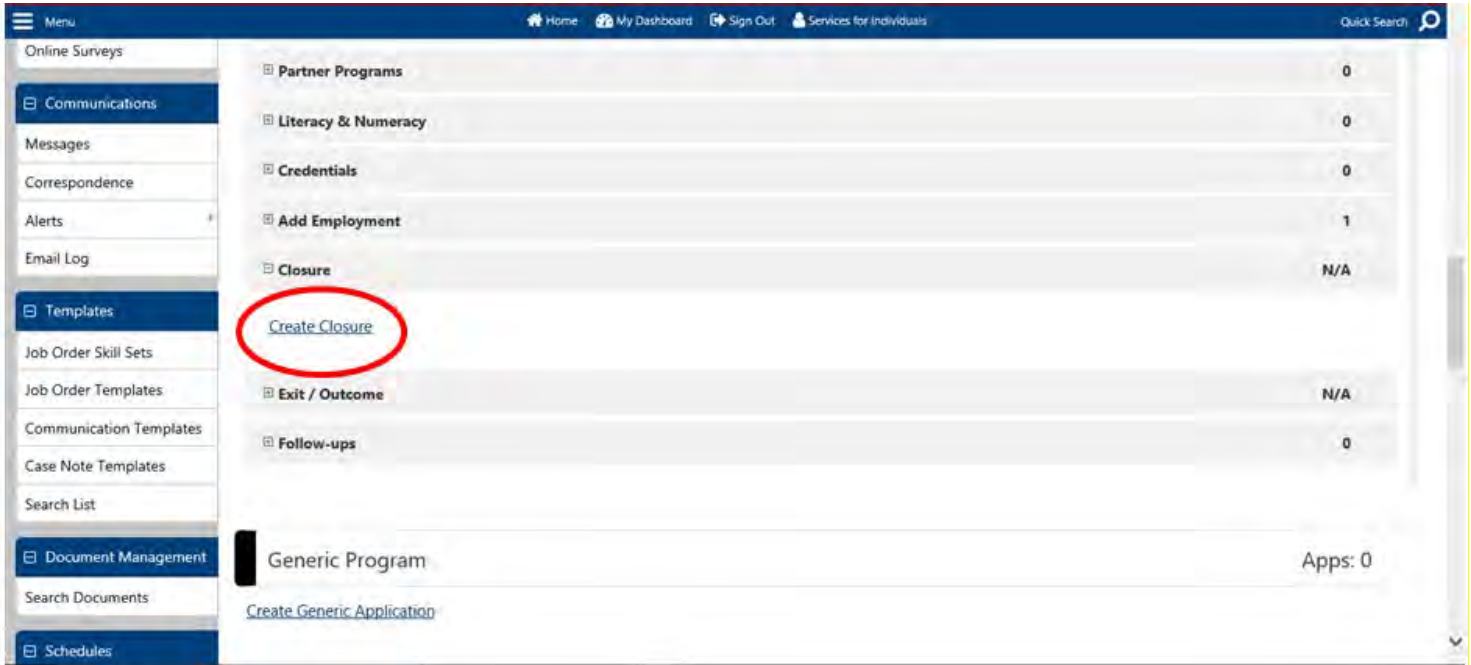 Menu
Home My Dashboard Sign Out Services for Individuals
Quick Search
Online Surveys
Communications
Messages
Correspondence
Alerts
Email Log
Templates
Job Order Skill Sets
Job Order Templates
Communication Templates
Case Note Templates
Search List
Document Management
Search Documents
Schedules
Partner Programs 0
Literacy & Numeracy 0
Credentials 0
Add Employment 1
Closure N/A
Create Closure
Exit / Outcome N/A
Follow-ups 0
Generic Program Apps: 0
Create Generic Application